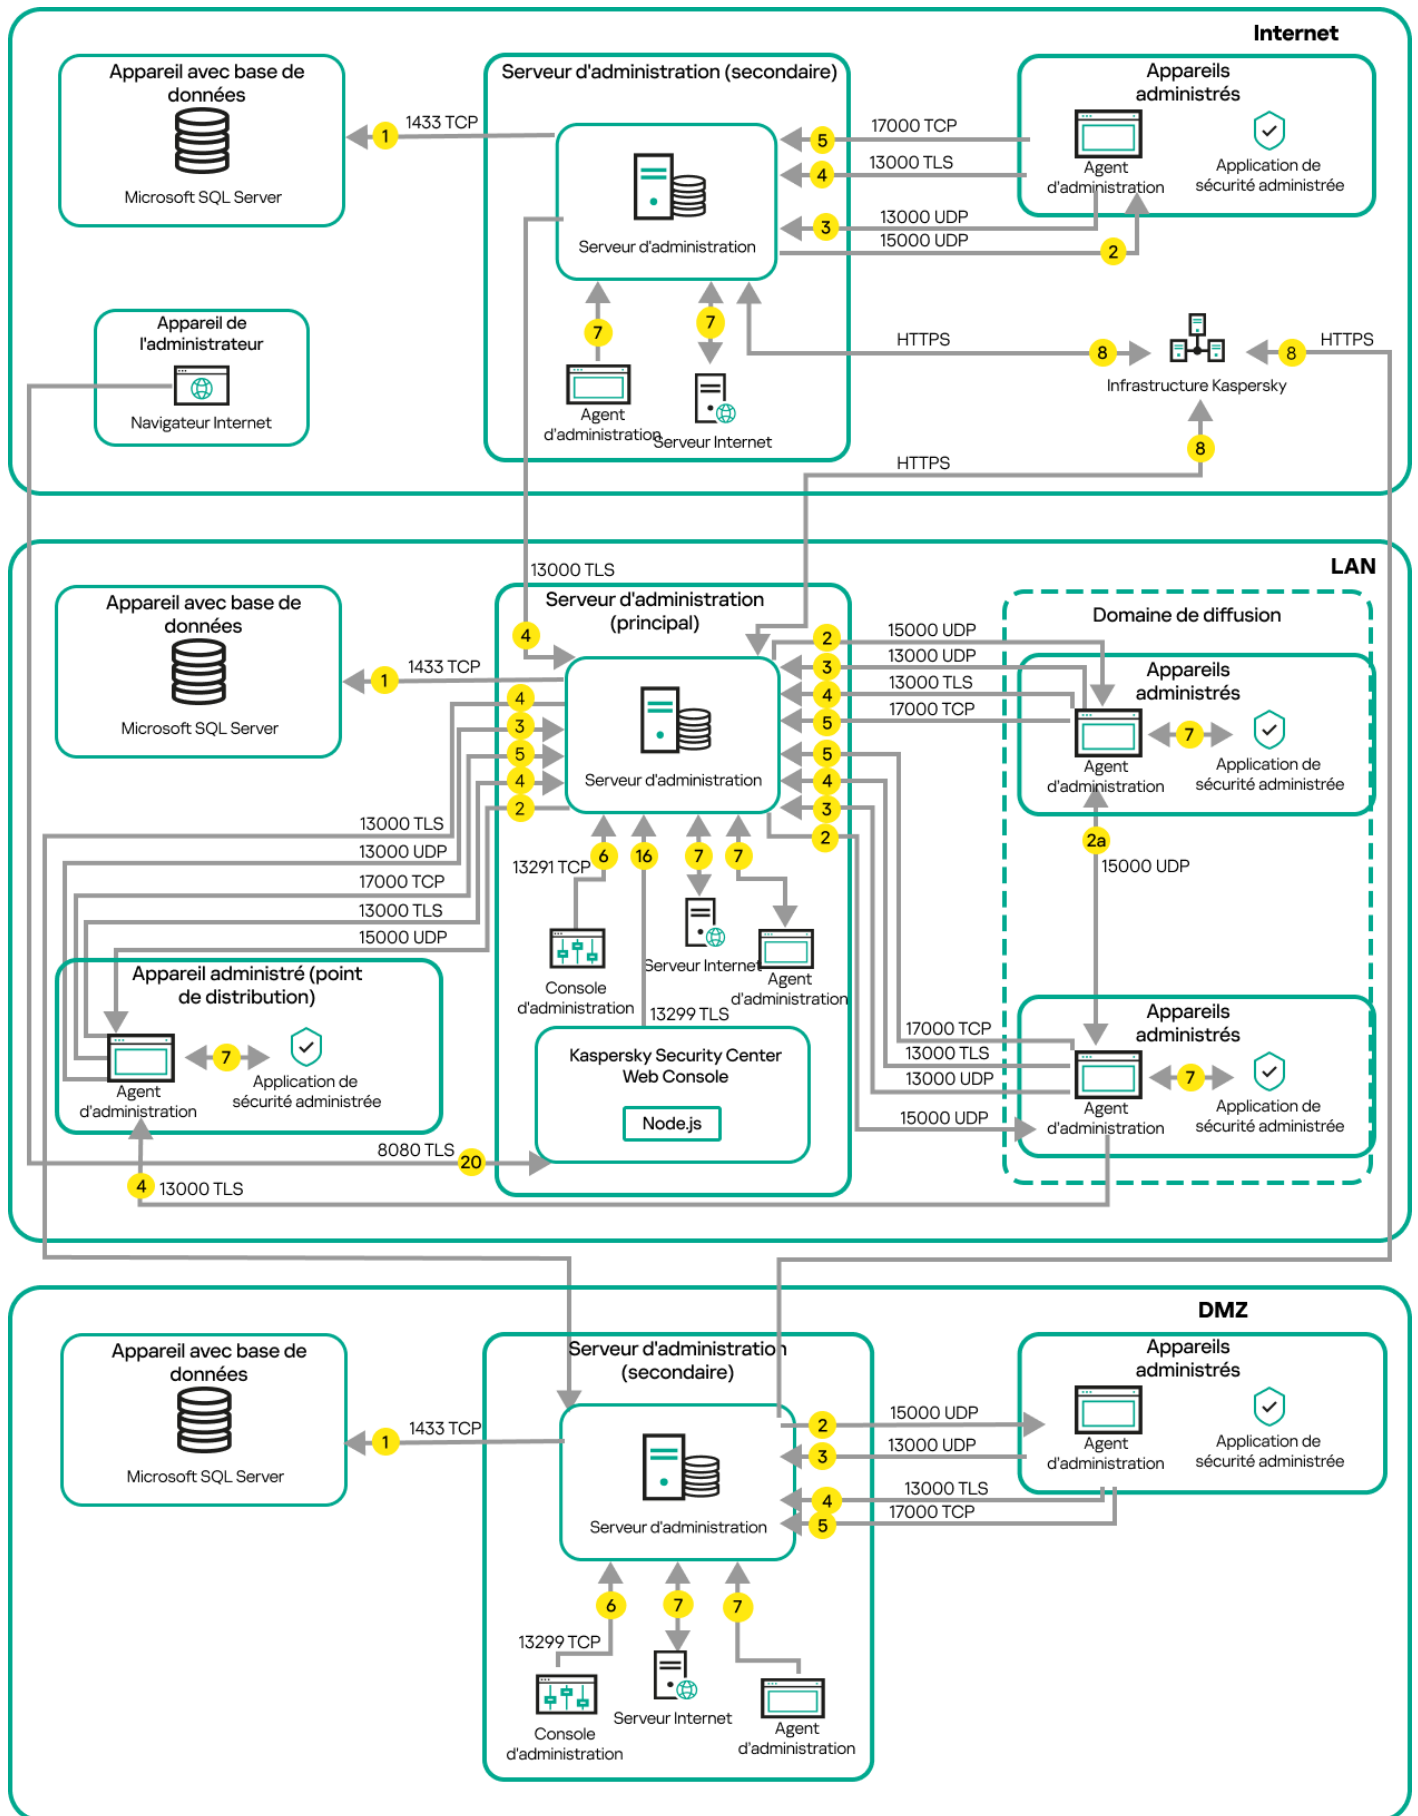 Internet
Appareil avec base de
données
Microsoft SQL Server
1
1433 TCP
Serveur d'administration (secondaire)
Serveur d'administration
7
Agent
d'administration
7
Serveur Internet
17000 TCP
5
13000 TLS
4
13000 UDP
3
15000 UDP
2
Appareils
administrés
Agent
d'administration
Application de
sécurité administrée
Appareil de
l'administrateur
Navigateur Internet
HTTPS
8
Infrastructure Kaspersky
8
HTTPS
8
HTTPS
LAN
13000 TLS
4
Appareil avec base de
données
Microsoft SQL Server
1
1433 TCP
Serveur d'administration
(principal)
Serveur d'administration
4
3
5
4
2
13000 TLS
13000 UDP
17000 TCP
13000 TLS
15000 UDP
2
15000 UDP
3
13000 UDP
4
13000 TLS
5
17000 TCP
5
4
3
2
Domaine de diffusion
Appareils
administrés
Agent
d'administration
7
Application de
sécurité administrée
2a
15000 UDP
13291 TCP
6
16
7
7
Console
d'administration
Serveur Internet
Agent
d'administration
13299 TLS
Kaspersky Security Center
Web Console
Node.js
Appareil administré (point
de distribution)
Agent
d'administration
7
Application de
sécurité administrée
17000 TCP
13000 TLS
13000 UDP
15000 UDP
Appareils
administrés
Agent
d'administration
7
Application de
sécurité administrée
8080 TLS
20
4
13000 TLS
DMZ
Appareil avec base de
données
Microsoft SQL Server
1
1433 TCP
Serveur d'administration
(secondaire)
Serveur d'administration
2
15000 UDP
3
13000 UDP
4
13000 TLS
5
17000 TCP
Appareils
administrés
Agent
d'administration
Application de
sécurité administrée
6
7
7
13299 TCP
Console
d'administration
Serveur Internet
Agent
d'administration